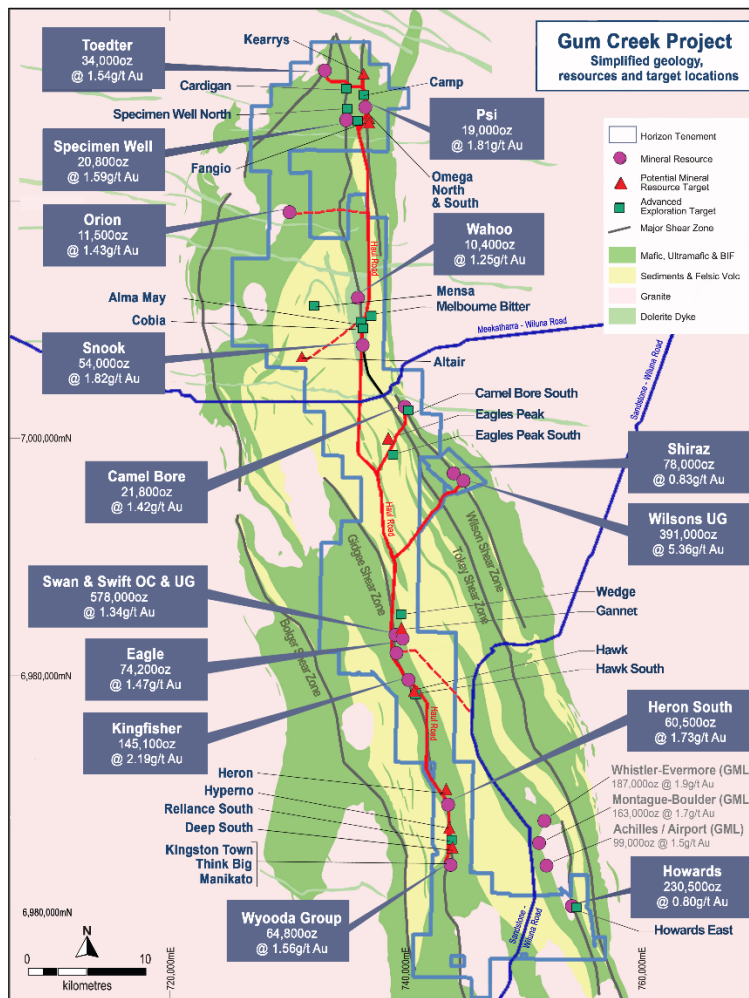 Gum Creek Project
Simplified geology,
resources and target locations
Horizon Tenement
Mineral Resource
Potential Mineral
Resource Target
Advanced
Exploration Target
Major Shear Zone
Mafic, Ultramafic & BIF
Sediments & Felsic Volc
Granite
Dolerite Dyke
Toedter
34,000oz
@ 1.54g/t Au
Kearrys
Cardigan
Camp
Specimen Well North
Psi
19,000oz
@ 1.81g/t Au
Specimen Well
20,800oz
@ 1.59g/t Au
Fangio
Omega
North
& South
Orion
11,500oz
@ 1.43g/t Au
Haul Road
Wahoo
10,400oz
@ 1.25g/t Au
Alma May
Mensa
Melbourne Bitter
Cobia
Meekatharra - Wiluna Road
Sandstone - Wiluna Road
Snook
54,000oz
@ 1.82g/t Au
Altair
Camel Bore South
Eagles Peak
Eagles Peak South
7,000,000mN
Camel Bore
21,800oz
@ 1.42g/t Au
Shiraz
78,000oz
@ 0.83g/t Au
Wilsons UG
391,000oz
@ 5.36g/t Au
Haul Road
Wilson Shear Zone
Tokay Shear Zone
Gidgee Shear Zone
Bolger Shear Zone
Swan & Swift OC & UG
578,000oz
@ 1.34g/t Au
Wedge
Gannet
Eagle
74,200oz
@ 1.47g/t Au
Hawk
Hawk South
6,980,000mN
Kingfisher
145,100oz
@ 2.19g/t Au
Haul Road
Heron South
60,500oz
@ 1.73g/t Au
Heron
Hyperno
Reliance South
Deep South
Kingston Town
Think Big
Manikato
Whistler-Evermore (GML)
187,000oz @ 1.9g/t Au
Montague-Boulder (GML)
163,000oz @ 1.7g/t Au
Achilles / Airport (GML)
99,000oz @ 1.5g/t Au
Wyooda Group
64,800oz
@ 1.56g/t Au
Howards
230,500oz
@ 0.80g/t Au
Howards East
6,980,000mN
Sandstone -
Wiluna Road
N
0
10
kilometres
720,000mE
740,000mE
760,000mE